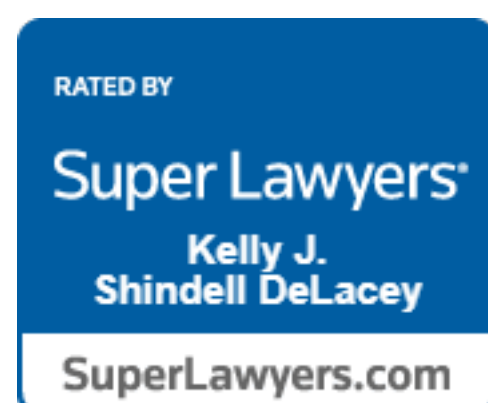 RATED BY
Super Lawyers®
Kelly J.
Shindell DeLacey
SuperLawyers.com